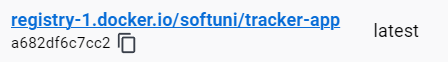 registry-1.docker.io/softuni/tracker-app
latest
a682df6c7cc2